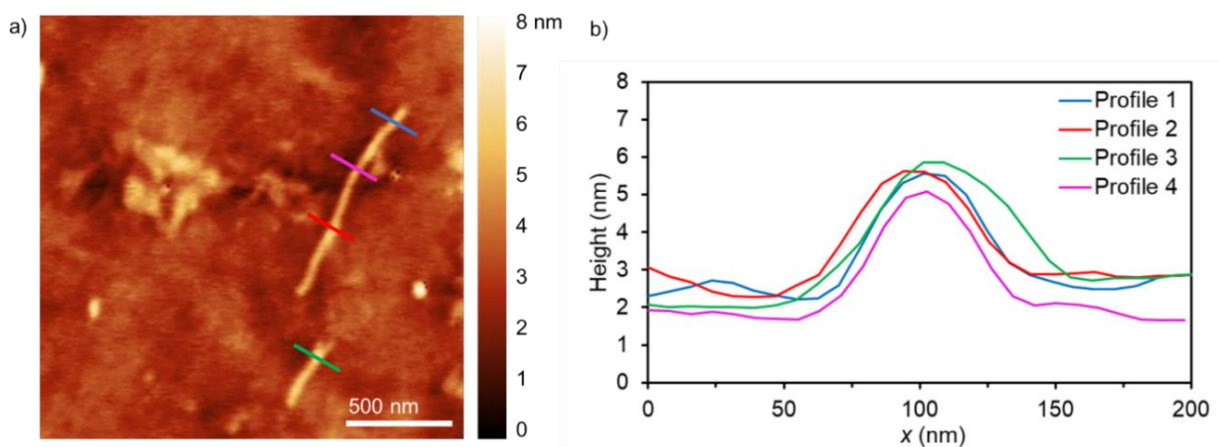 a)
8 nm
7
6
5
4
3
2
1
0
500 nm
b)
Height (nm)
8
7
6
5
4
3
2
1
0
Profile 1
Profile 2
Profile 3
Profile 4
0 50 100 150 200
x (nm)